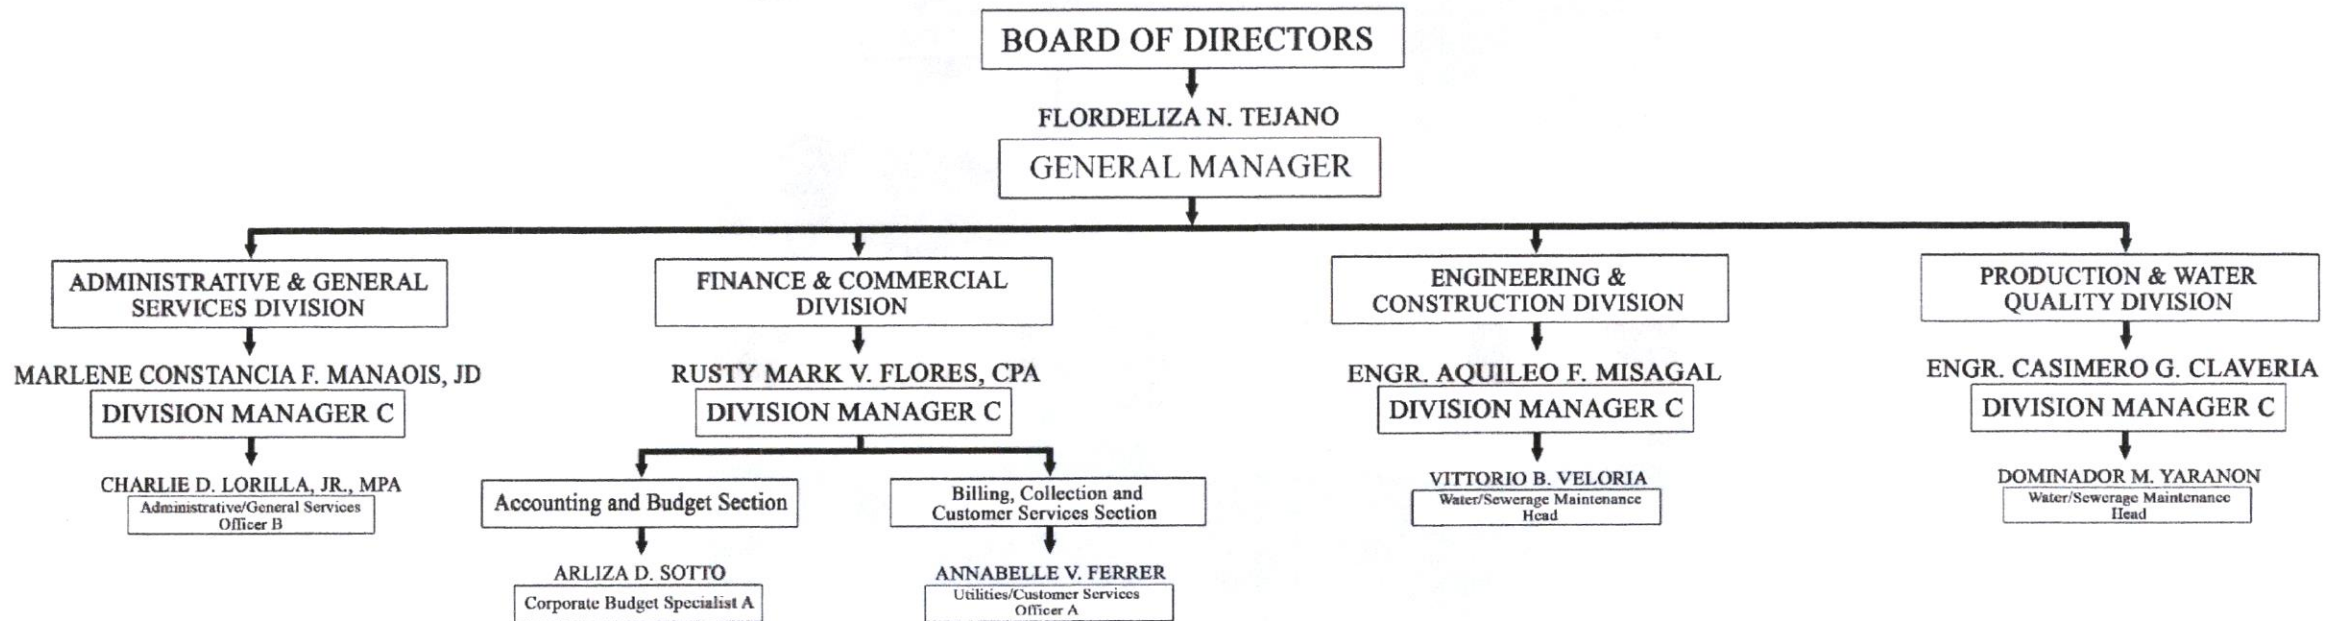 BOARD OF DIRECTORS
FLORDELIZA N. TEJANO
GENERAL MANAGER
ADMINISTRATIVE & GENERAL
SERVICES DIVISION
MARLENE CONSTANCIA F. MANAOIS, JD
DIVISION MANAGER C
CHARLIE D. LORILLA, JR., MPA
Administrative/General Services
Officer B
FINANCE & COMMERCIAL
DIVISION
RUSTY MARK V. FLORES, CPA
DIVISION MANAGER C
Accounting and Budget Section
ARLIZA D. SOTTO
Corporate Budget Specialist A
Billing, Collection and
Customer Services Section
ANNABELLE V. FERRER
Utilities/Customer Services
Officer A
ENGINEERING &
CONSTRUCTION DIVISION
ENGR. AQUILEO F. MISAGAL
DIVISION MANAGER C
VITTORIO B. VELORIA
Water/Sewerage Maintenance
Head
PRODUCTION & WATER
QUALITY DIVISION
ENGR. CASIMERO G. CLAVERIA
DIVISION MANAGER C
DOMINADOR M. YARANON
Water/Sewerage Maintenance
Head